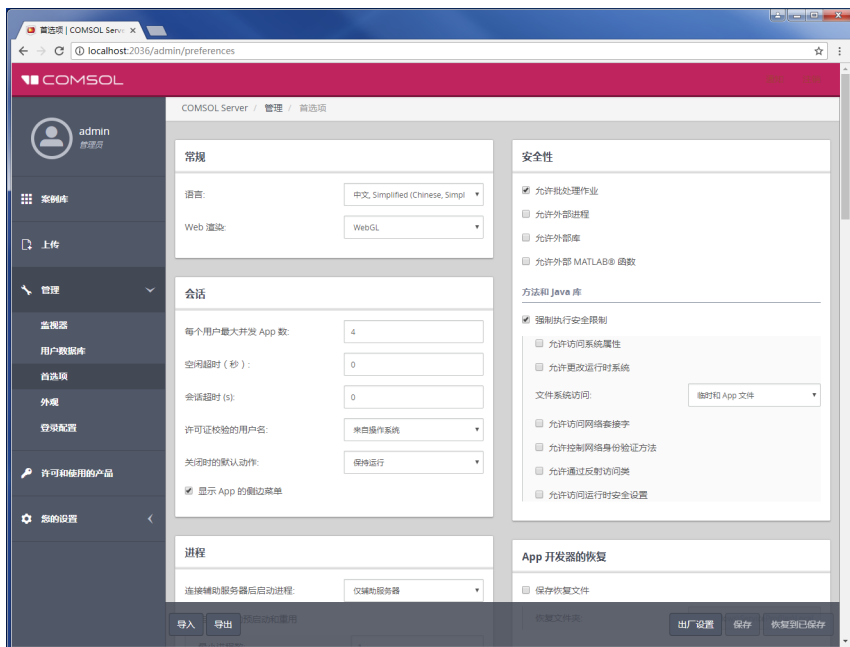 首选项 | COMSOL Serv
localhost:2036/admin/preferences
COMSOL
admin
管理员
案例库
上传
管理
监视器
用户数据库
首选项
外观
登录配置
许可和使用的产品
您的设置
COMSOL Server / 管理 / 首选项
常规
语言:
中文, Simplified (Chinese, Simpl
Web 渲染:
WebGL
会话
每个用户最大并发 App 数:
4
空闲超时（秒）:
0
会话超时 (s):
0
许可证校验的用户名:
来自操作系统
关闭时的默认动作:
保持运行
显示 App 的侧边菜单
进程
连接辅助服务器后启动进程:
仅辅助服务器
安全性
允许批处理作业
允许外部进程
允许外部库
允许外部 MATLAB® 函数
方法和 Java 库
强制执行安全限制
允许访问系统属性
允许更改运行时系统
文件系统访问:
临时和 App 文件
允许访问网络套接字
允许控制网络身份验证方法
允许通过反射访问类
允许访问运行时安全设置
App 开发器的恢复
保存恢复文件
恢复文件夹:
导入
导出
出厂设置
保存
恢复到已保存